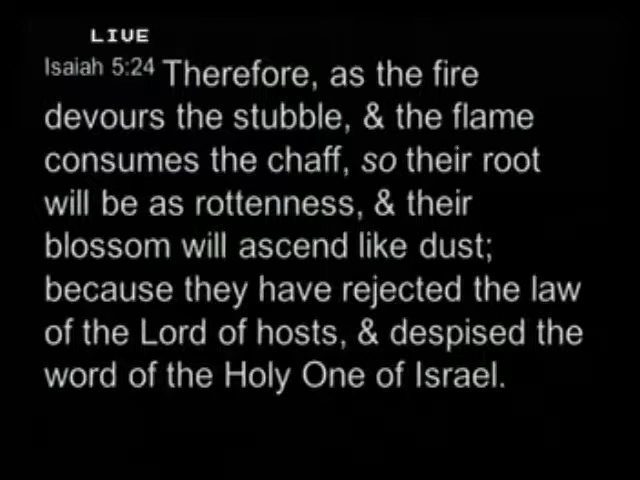 LIVE
Isaiah 5:24 Therefore, as the fire
devours the stubble, & the flame
consumes the chaff, so their root
will be as rottenness, & their
blossom will ascend like dust;
because they have rejected the law
of the Lord of hosts, & despised the
word of the Holy One of Israel.